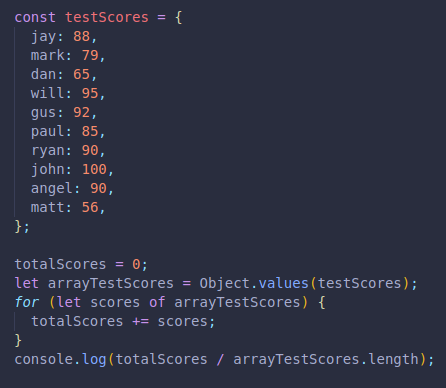 const testScores = {
  jay: 88,
  mark: 79,
  dan: 65,
  will: 95,
  gus: 92,
  paul: 85,
  ryan: 90,
  john: 100,
  angel: 90,
  matt: 56,
};

totalScores = 0;
let arrayTestScores = Object.values(testScores);
for (let scores of arrayTestScores) {
  totalScores += scores;
}
console.log(totalScores / arrayTestScores.length);